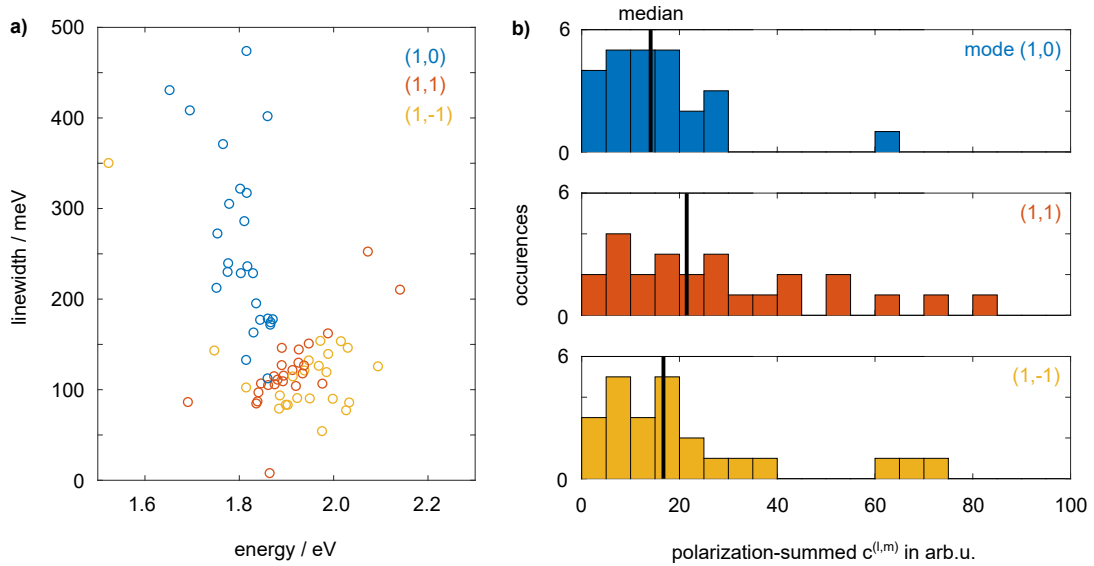 a)
500
400
300
200
100
0
linewidth / meV
(1,0)
(1,1)
(1,-1)
1.6 1.8 2.0 2.2
energy / eV
b)
median
6
0
mode (1,0)
6
0
(1,1)
occurences
6
0
(1,-1)
0 20 40 60 80 100
polarization-summed c(l,m) in arb.u.